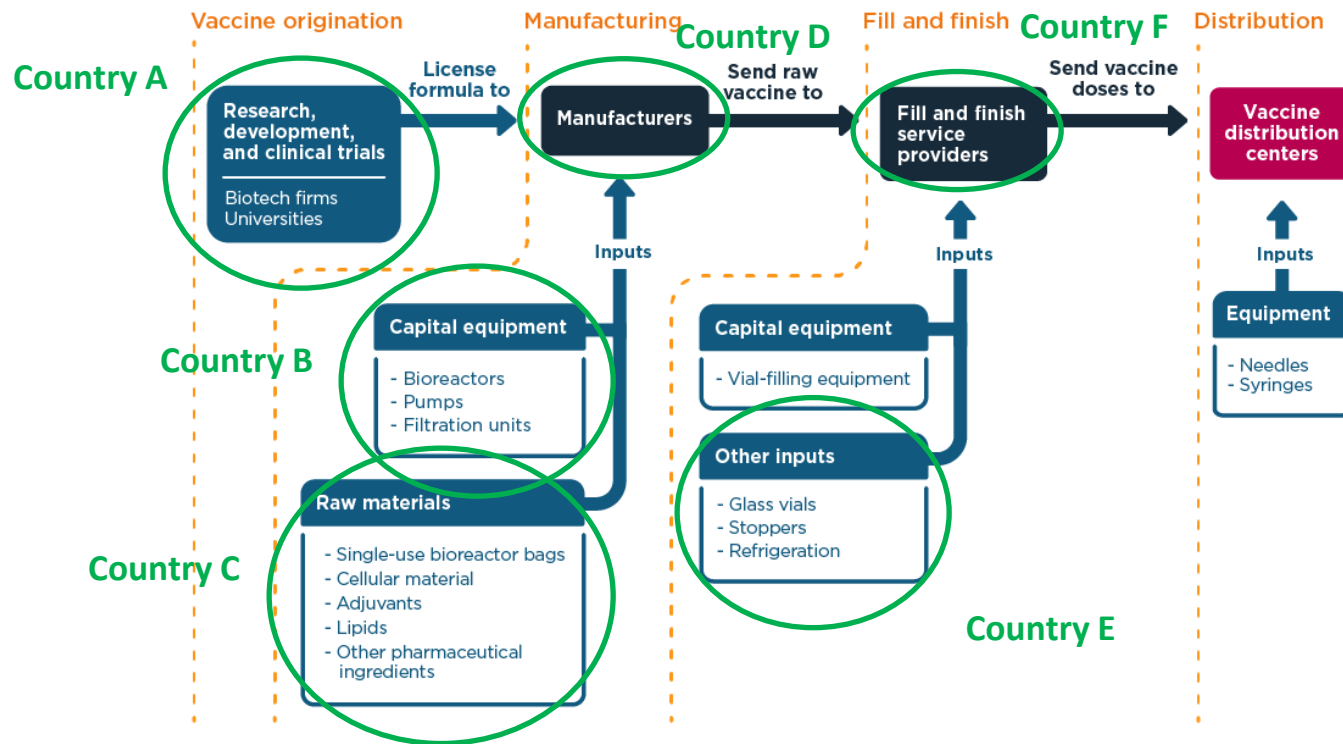 Vaccine origination
Manufacturing
Fill and finish
Distribution
Country A
Country D
Country F
License
formula to
Send raw
vaccine to
Send vaccine
doses to
Research,
development,
and clinical trials
Biotech firms
Universities
Manufacturers
Fill and finish
service
providers
Vaccine
distribution
centers
Inputs
Inputs
Inputs
Country B
Capital equipment
- Bioreactors
- Pumps
- Filtration units
Capital equipment
- Vial-filling equipment
Equipment
- Needles
- Syringes
Country C
Raw materials
- Single-use bioreactor bags
- Cellular material
- Adjuvants
- Lipids
- Other pharmaceutical
ingredients
Other inputs
- Glass vials
- Stoppers
- Refrigeration
Country E